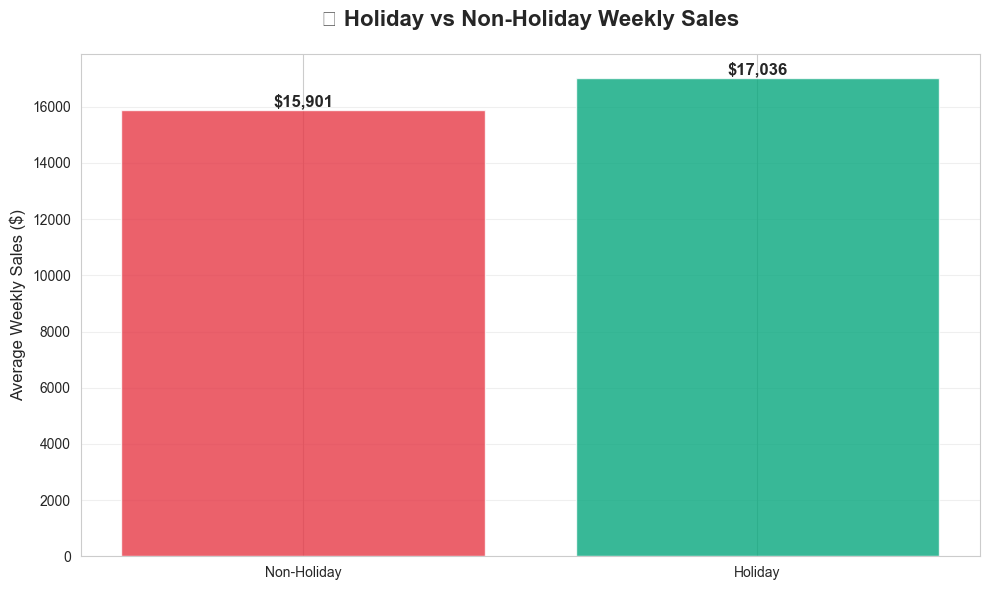 Holiday vs Non-Holiday Weekly Sales
$17,036
$15,901
16000
14000
12000
10000
8000
6000
4000
2000
0
Average Weekly Sales ($)
Non-Holiday
Holiday